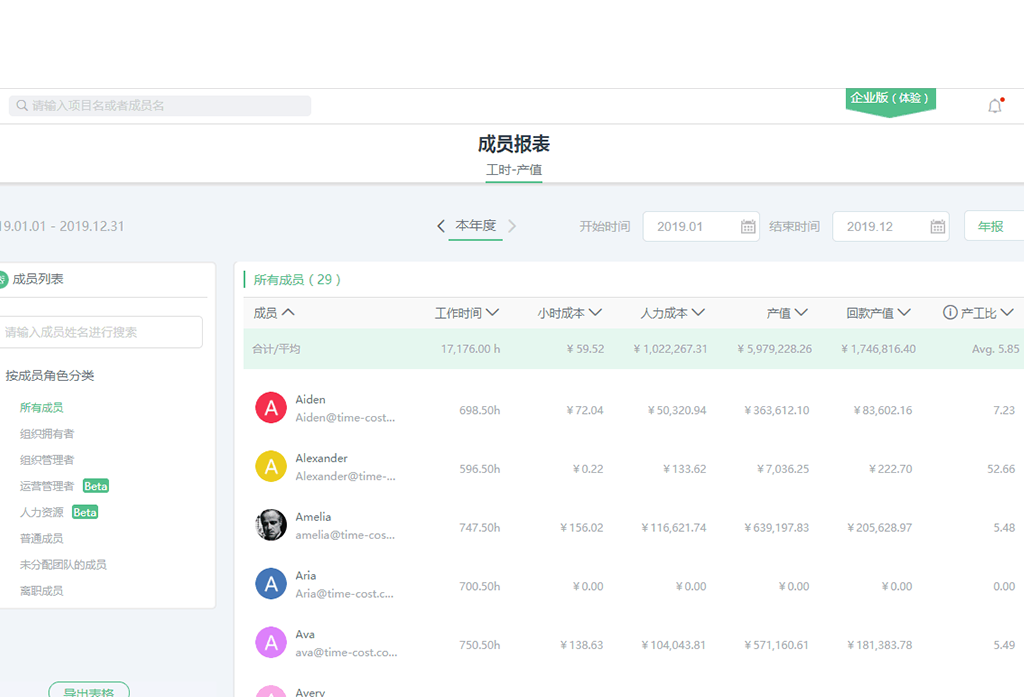 请输入项目名或者成员名
企业版（体验）
成员报表
工时-产值
19.01.01 - 2019.12.31
本年度
开始时间
2019.01
结束时间
2019.12
年报
成员列表
请输入成员姓名进行搜索
按成员角色分类
所有成员
组织拥有者
组织管理者
运营管理者 Beta
人力资源 Beta
普通成员
未分配团队的成员
离职成员
导出表格
所有成员（29）
成员 工作时间 小时成本 人力成本 产值 回款产值 产工比
合计/平均 17,176.00 h ￥59.52 ￥1,022,267.31 ￥5,979,228.26 ￥1,746,816.40 Avg. 5.85
A Aiden
Aiden@time-cost... 698.50h ￥72.04 ￥50,320.94 ￥363,612.10 ￥83,602.16 7.23
A Alexander
Alexander@time-... 596.50h ￥0.22 ￥133.62 ￥7,036.25 ￥222.70 52.66
Amelia
amelia@time-cos... 747.50h ￥156.02 ￥116,621.74 ￥639,197.83 ￥205,628.97 5.48
A Aria
Aria@time-cost.c... 700.50h ￥0.00 ￥0.00 ￥0.00 ￥0.00 0.00
A Ava
ava@time-cost.co... 750.50h ￥138.63 ￥104,043.81 ￥571,160.61 ￥181,383.78 5.49
Avery